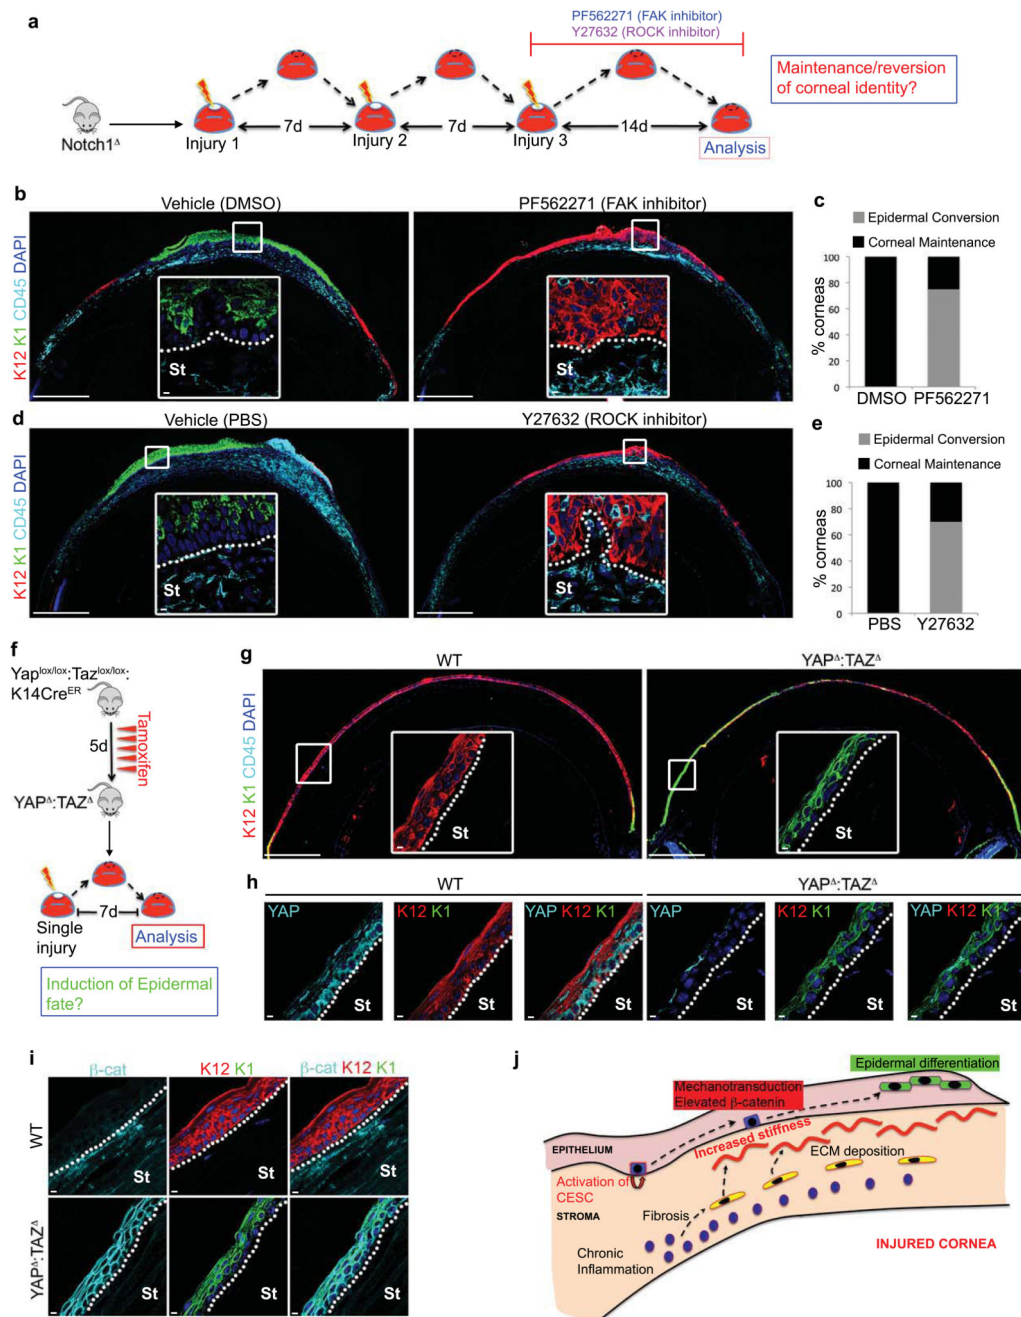 a
PF562271 (FAK inhibitor)
Y27632 (ROCK inhibitor)
Maintenance/reversion
of corneal identity?
Notch1Δ
Injury 1
7d
Injury 2
7d
Injury 3
14d
Analysis
b
Vehicle (DMSO)
PF562271 (FAK inhibitor)
K12 K1 CD45 DAPI
St
St
c
Epidermal Conversion
Corneal Maintenance
% corneas
100
80
60
40
20
0
DMSO PF562271
d
Vehicle (PBS)
Y27632 (ROCK inhibitor)
K12 K1 CD45 DAPI
St
St
e
Epidermal Conversion
Corneal Maintenance
% corneas
100
80
60
40
20
0
PBS Y27632
f
Yaplox/lox:Tazlox/lox:
K14CreER
5d
Tamoxifen
YAPΔ:TAZΔ
7d
Single
injury
Analysis
Induction of Epidermal
fate?
g
WT
YAPΔ:TAZΔ
K12 K1 CD45 DAPI
St
St
h
WT
YAPΔ:TAZΔ
YAP
K12 K1
YAP K12 K1
YAP
K12 K1
YAP K12 K1
St
St
St
St
St
St
i
β-cat
K12 K1
β-cat K12 K1
WT
St
St
St
YAPΔ:TAZΔ
St
St
St
j
Epidermal differentiation
Mechanotransduction
Elevated β-catenin
EPITHELIUM
Increased stiffness
ECM deposition
Activation of
CESC
STROMA
Fibrosis
Chronic
Inflammation
INJURED CORNEA